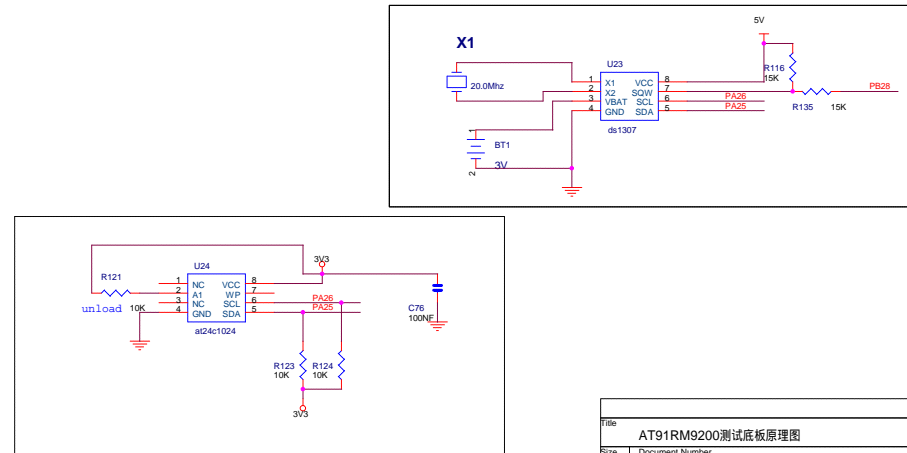 5V
X1
R116
15K
U23
20.0Mhz
1 X1 VCC 8
2 X2 SQW 7
3 VBAT SCL 6
4 GND SDA 5
PA26
PA25
PB28
R135 15K
ds1307
1
BT1
3V
2
3V3
U24
R121
1 NC VCC 8
2 A1 WP 7
3 NC SCL 6
4 GND SDA 5
PA26
PA25
unload 10K
C76
100NF
at24c1024
R123 R124
10K 10K
3V3
Title
AT91RM9200测试底板原理图
Size Document Number